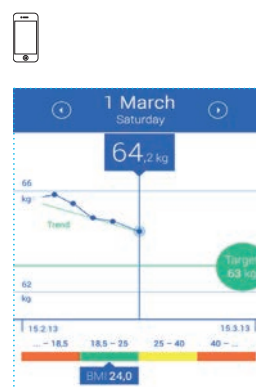 1 March
Saturday
64,2 kg
66
kg
Trend
Target
63 kg
62
kg
15.2.13
15.3.13
... – 18,5
18,5 – 25
25 – 40
40 – ...
BMI 24,0